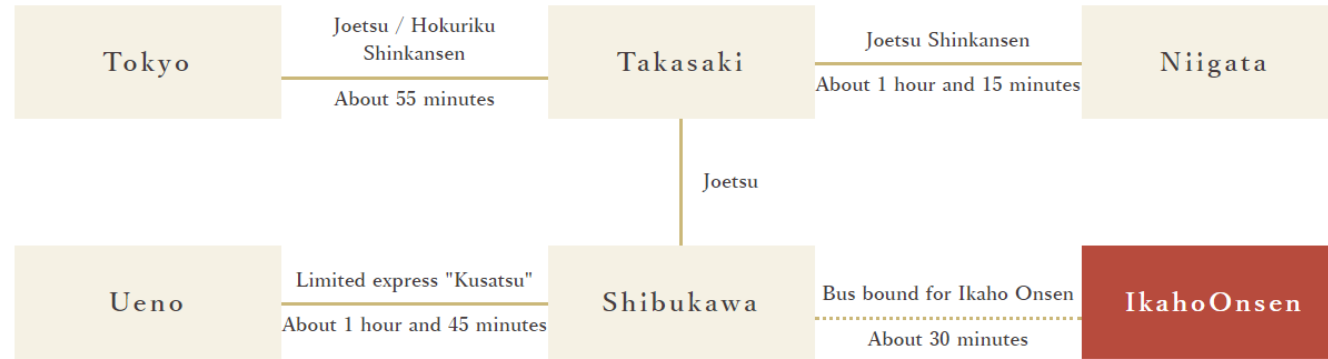 Tokyo
Joetsu / Hokuriku
Shinkansen
About 55 minutes
Takasaki
Joetsu Shinkansen
About 1 hour and 15 minutes
Niigata
Joetsu
Ueno
Limited express "Kusatsu"
About 1 hour and 45 minutes
Shibukawa
Bus bound for Ikaho Onsen
About 30 minutes
IkahoOnsen